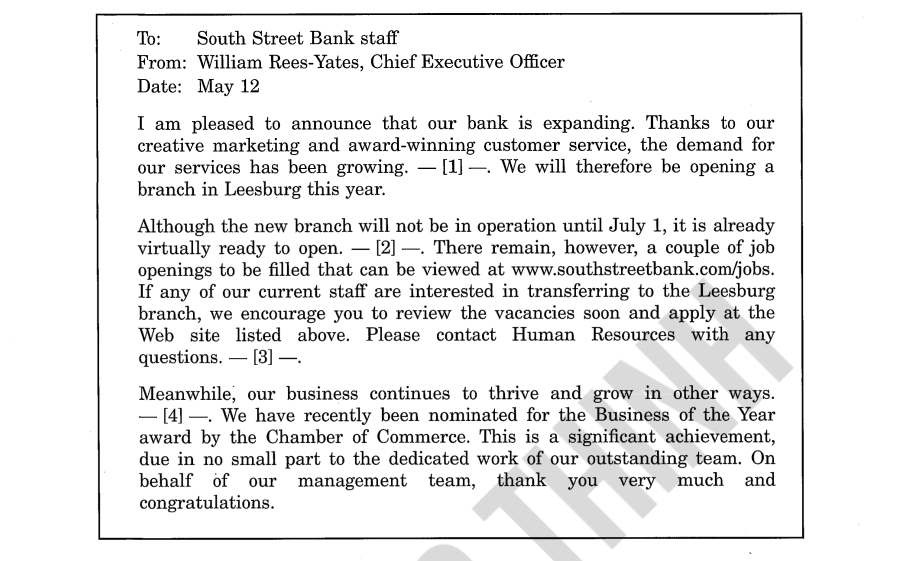 To: South Street Bank staff
From: William Rees-Yates, Chief Executive Officer
Date: May 12
I am pleased to announce that our bank is expanding. Thanks to our
creative marketing and award-winning customer service, the demand for
our services has been growing. — [1] —. We will therefore be opening a
branch in Leesburg this year.
Although the new branch will not be in operation until July 1, it is already
virtually ready to open. — [2] —. There remain, however, a couple of job
openings to be filled that can be viewed at www.southstreetbank.com/jobs.
If any of our current staff are interested in transferring to the Leesburg
branch, we encourage you to review the vacancies soon and apply at the
Web site listed above. Please contact Human Resources with any
questions. — [3] —.
Meanwhile, our business continues to thrive and grow in other ways.
— [4] —. We have recently been nominated for the Business of the Year
award by the Chamber of Commerce. This is a significant achievement,
due in no small part to the dedicated work of our outstanding team. On
behalf of our management team, thank you very much and
congratulations.
THINH